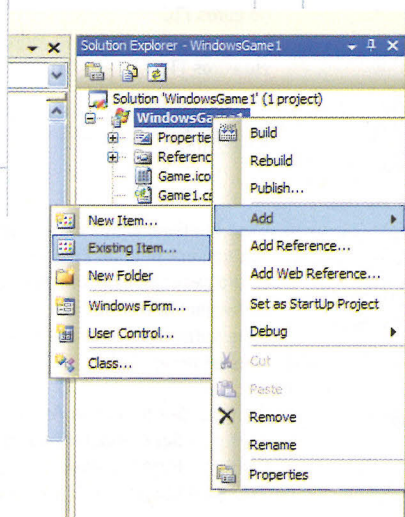 Solution Explorer - WindowsGame1
Solution 'WindowsGame1' (1 project)
Build
Rebuild
Publish...
Add
Add Reference...
Add Web Reference...
Set as StartUp Project
Debug
Cut
Paste
Remove
Rename
Properties
New Item...
Existing Item...
New Folder
Windows Form...
User Control...
Class...